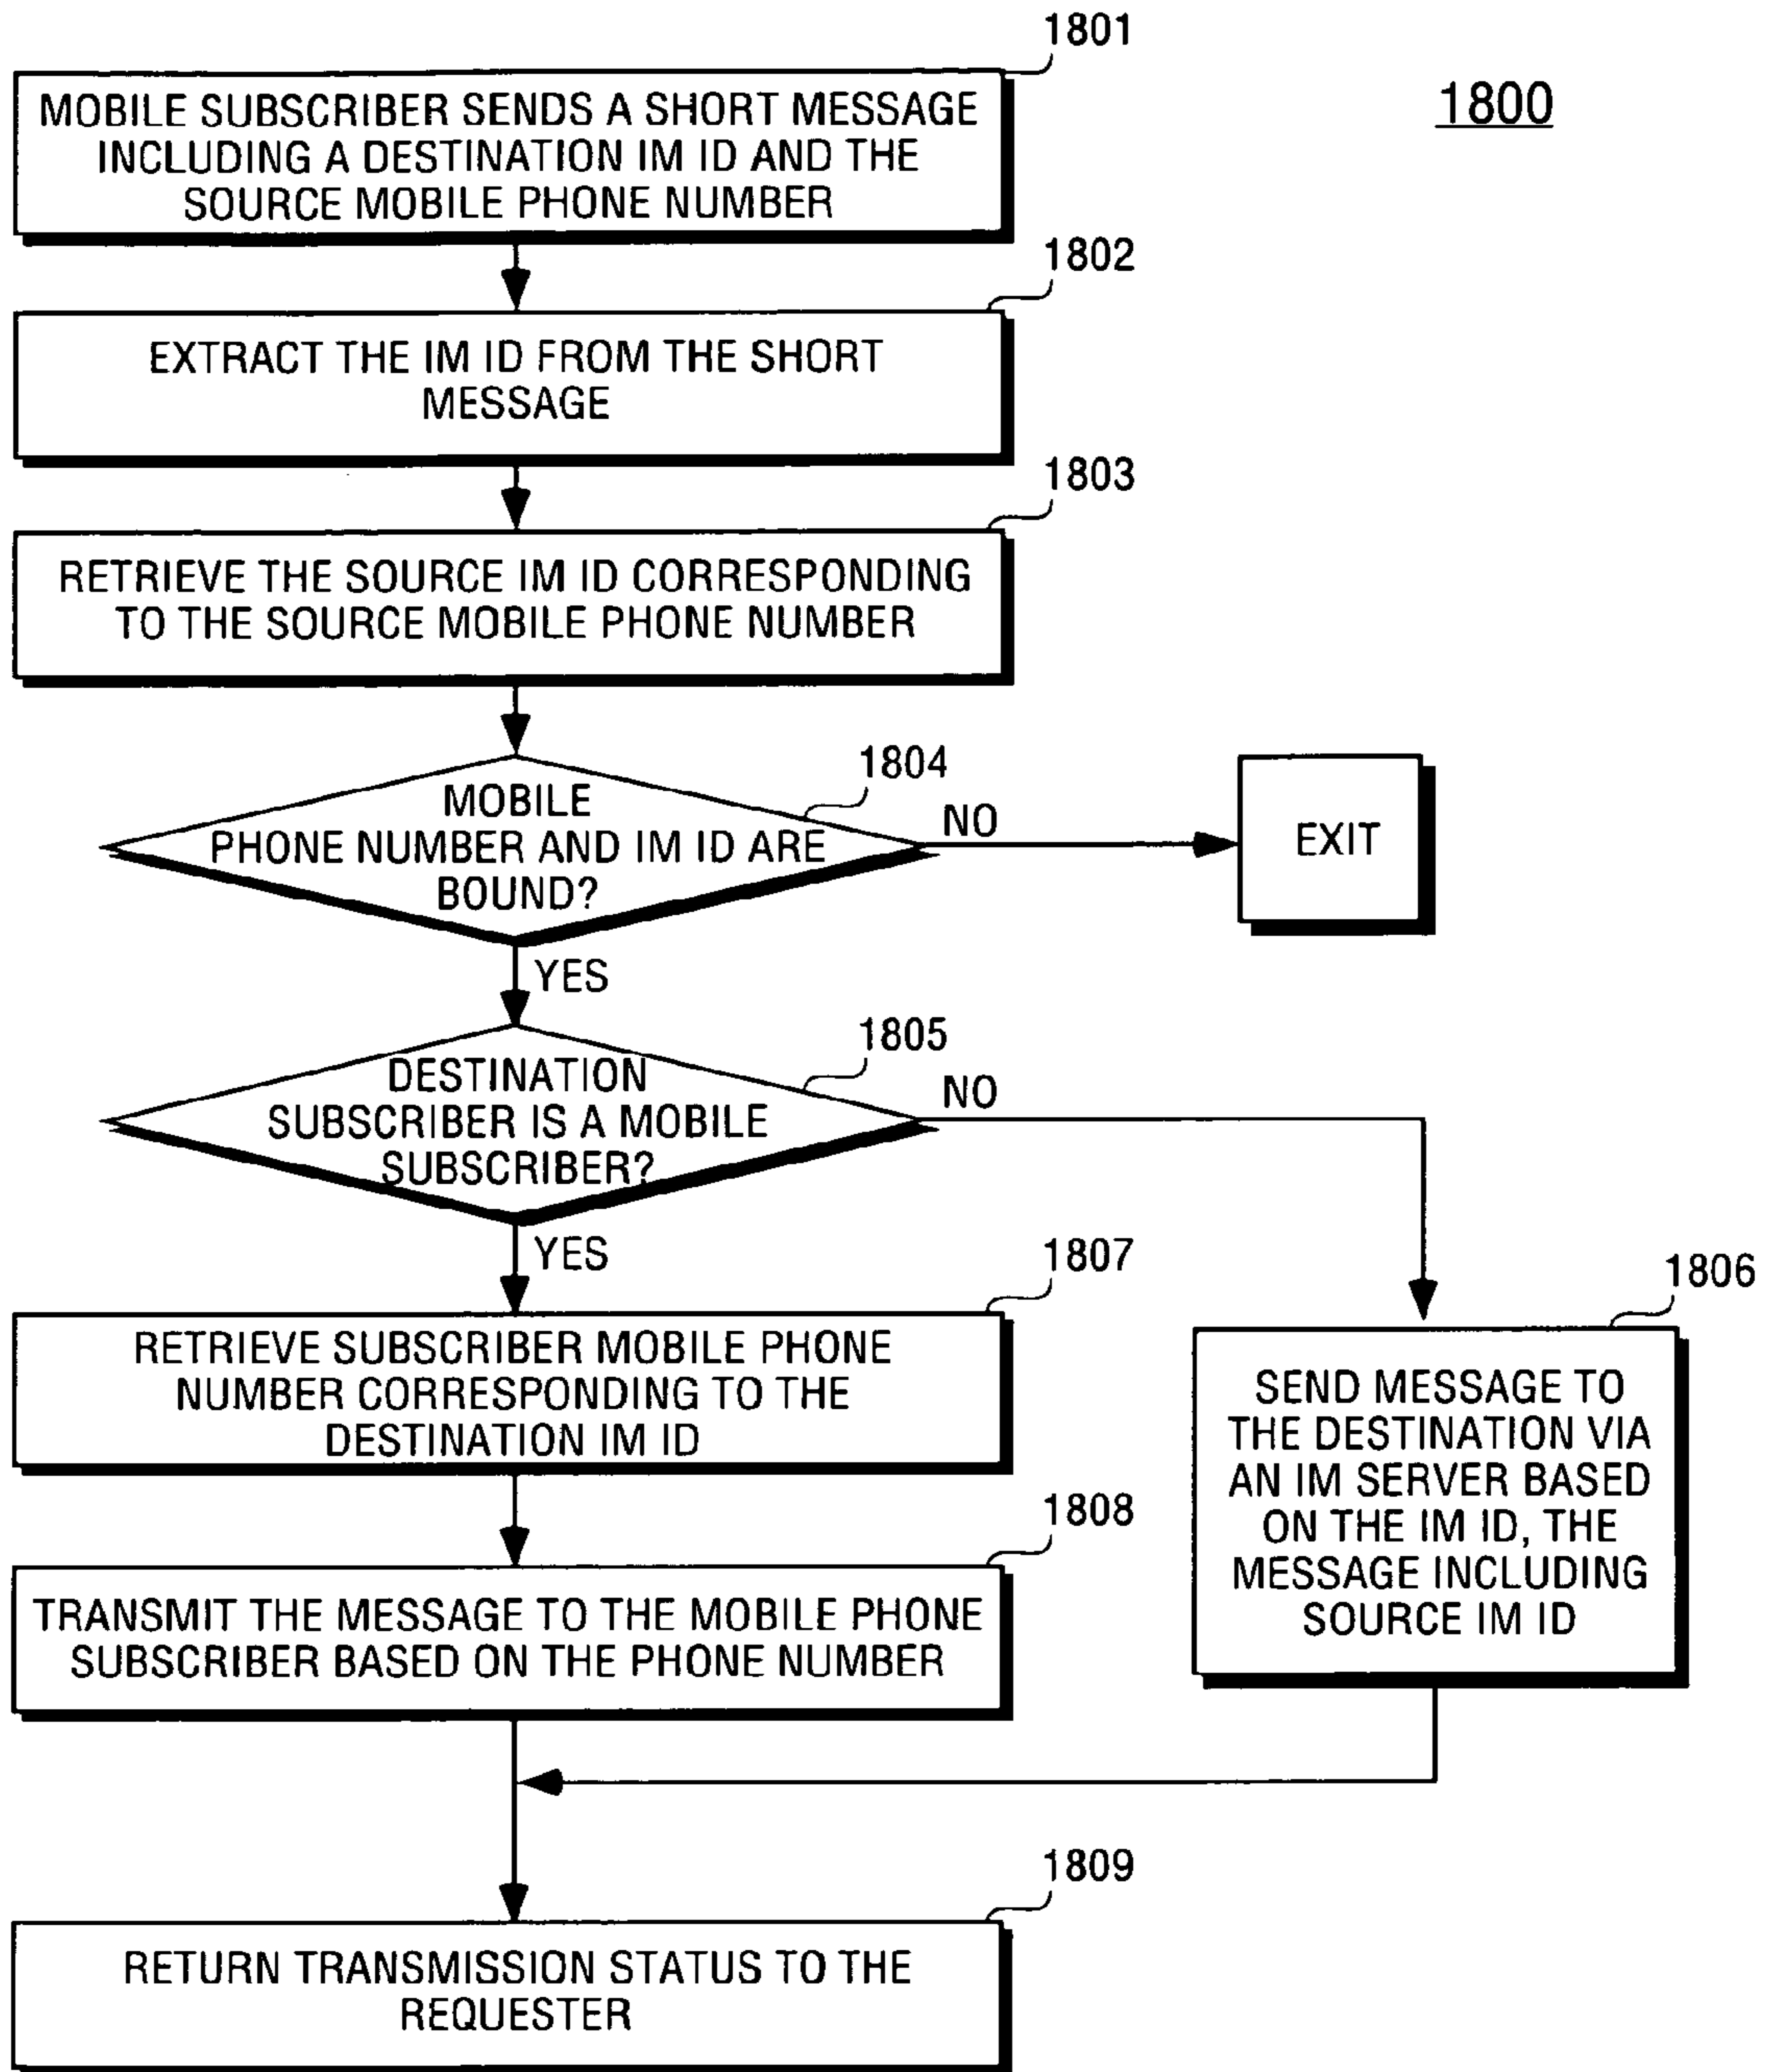 1801
1800
MOBILE SUBSCRIBER SENDS A SHORT MESSAGE
INCLUDING A DESTINATION IM ID AND THE
SOURCE MOBILE PHONE NUMBER
1802
EXTRACT THE IM ID FROM THE SHORT
MESSAGE
1803
RETRIEVE THE SOURCE IM ID CORRESPONDING
TO THE SOURCE MOBILE PHONE NUMBER
1804
MOBILE
PHONE NUMBER AND IM ID ARE
BOUND?
NO
EXIT
YES
1805
DESTINATION
SUBSCRIBER IS A MOBILE
SUBSCRIBER?
NO
YES
1807
RETRIEVE SUBSCRIBER MOBILE PHONE
NUMBER CORRESPONDING TO THE
DESTINATION IM ID
1806
SEND MESSAGE TO
THE DESTINATION VIA
AN IM SERVER BASED
ON THE IM ID, THE
MESSAGE INCLUDING
SOURCE IM ID
1808
TRANSMIT THE MESSAGE TO THE MOBILE PHONE
SUBSCRIBER BASED ON THE PHONE NUMBER
1809
RETURN TRANSMISSION STATUS TO THE
REQUESTER